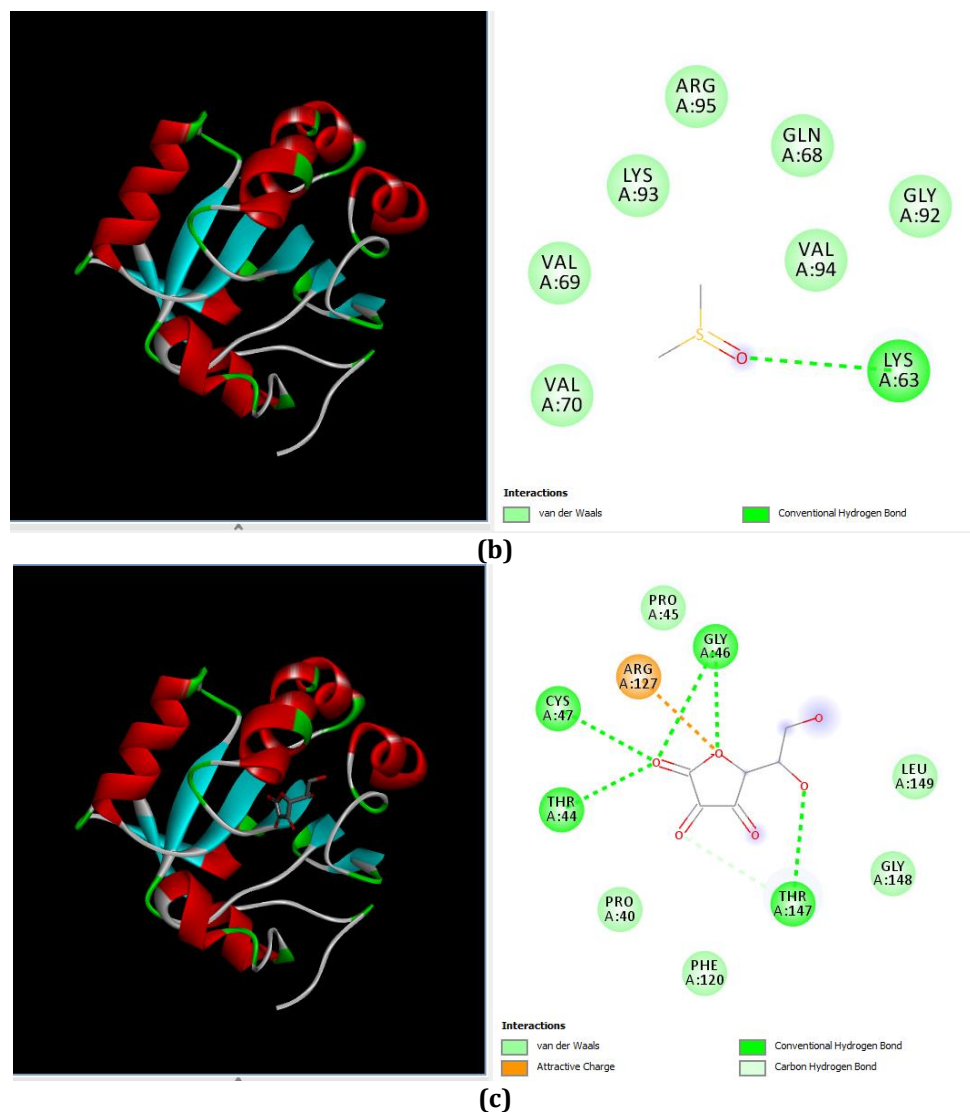 ARG
A:95
GLN
A:68
LYS
A:93
GLY
A:92
VAL
A:94
VAL
A:69
S
O
LYS
A:63
VAL
A:70
Interactions
van der Waals
Conventional Hydrogen Bond
(b)
PRO
A:45
GLY
A:46
ARG
A:127
CYS
A:47
O
O
O
LEU
A:149
O
THR
A:44
O
O
GLY
A:148
THR
A:147
PRO
A:40
PHE
A:120
Interactions
van der Waals
Conventional Hydrogen Bond
Attractive Charge
Carbon Hydrogen Bond
(c)